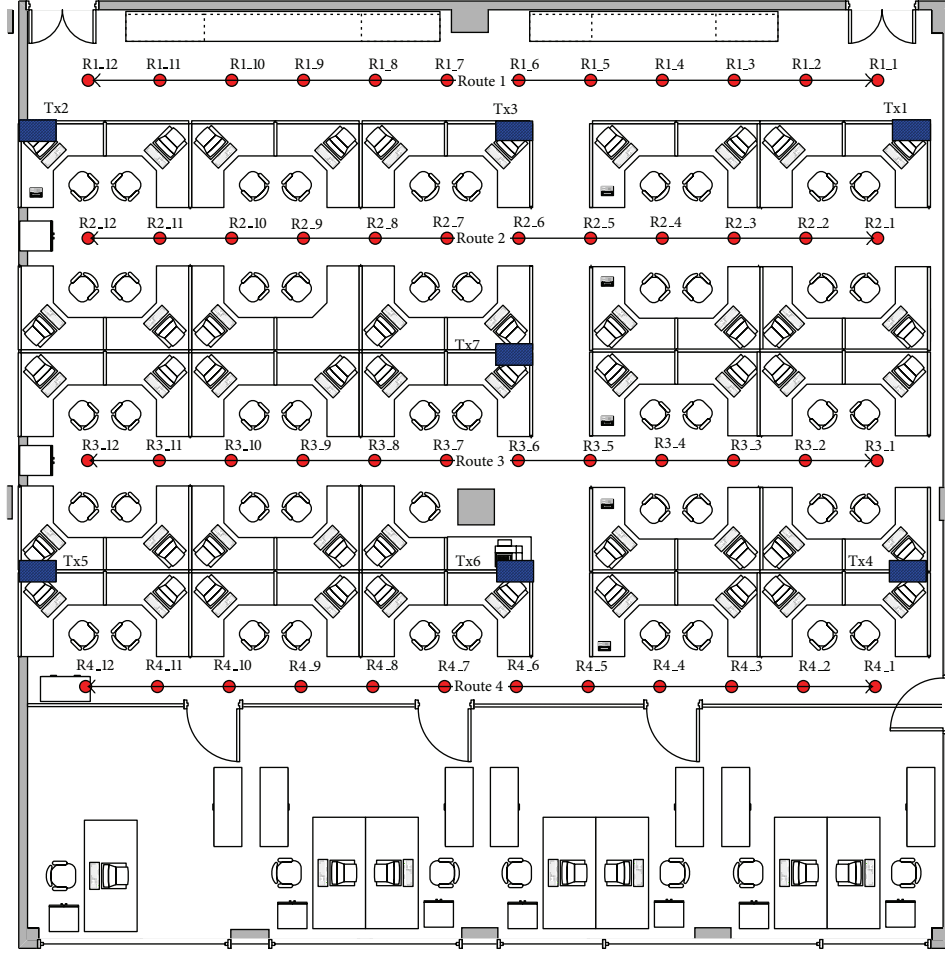 R1_12 R1_11 R1_10 R1_9 R1_8 R1_7 R1_6 R1_5 R1_4 R1_3 R1_2 R1_1
Route 1
Tx2 Tx3 Tx1
R2_12 R2_11 R2_10 R2_9 R2_8 R2_7 R2_6 R2_5 R2_4 R2_3 R2_2 R2_1
Route 2
Tx7
R3_12 R3_11 R3_10 R3_9 R3_8 R3_7 R3_6 R3_5 R3_4 R3_3 R3_2 R3_1
Route 3
Tx5 Tx6 Tx4
R4_12 R4_11 R4_10 R4_9 R4_8 R4_7 R4_6 R4_5 R4_4 R4_3 R4_2 R4_1
Route 4